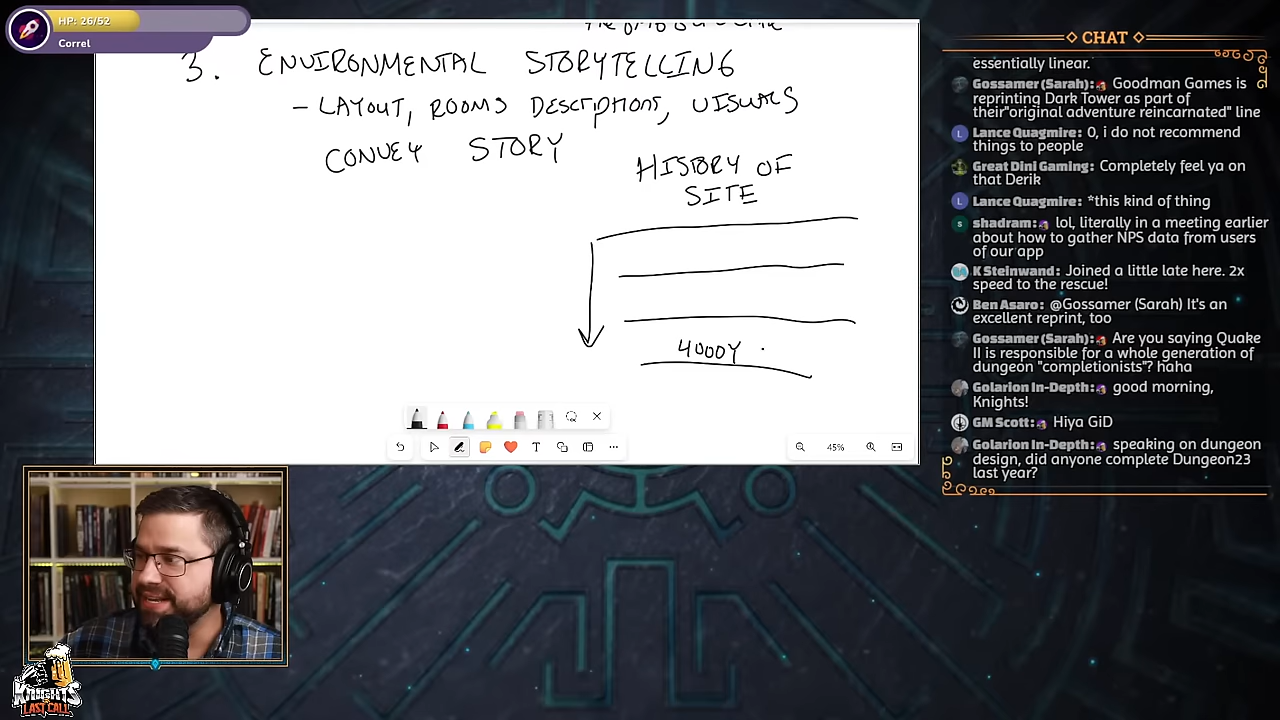 HP: 26/52
Correl
3. ENVIRONMENTAL STORYTELLING
- LAYOUT, ROOMS DESCRIPTIONS, VISUALS
CONVEY STORY
HISTORY OF
SITE
4000Y
T
45%
CHAT
essentially linear.
Gossamer (Sarah): Goodman Games is
reprinting Dark Tower as part of
their"original adventure reincarnated" line
L Lance Quagmire: 0, i do not recommend
things to people
Great Dini Gaming: Completely feel ya on
that Derik
L Lance Quagmire: *this kind of thing
s shadram: lol, literally in a meeting earlier
about how to gather NPS data from users
of our app
K Steinwand: Joined a little late here. 2x
speed to the rescue!
Ben Asaro: @Gossamer (Sarah) It's an
excellent reprint, too
Gossamer (Sarah): Are you saying Quake
II is responsible for a whole generation of
dungeon "completionists"? haha
Golarion In-Depth: good morning,
Knights!
GM Scott: Hiya GiD
Golarion In-Depth: speaking on dungeon
design, did anyone complete Dungeon23
last year?
KNIGHTS
OF LAST CALL